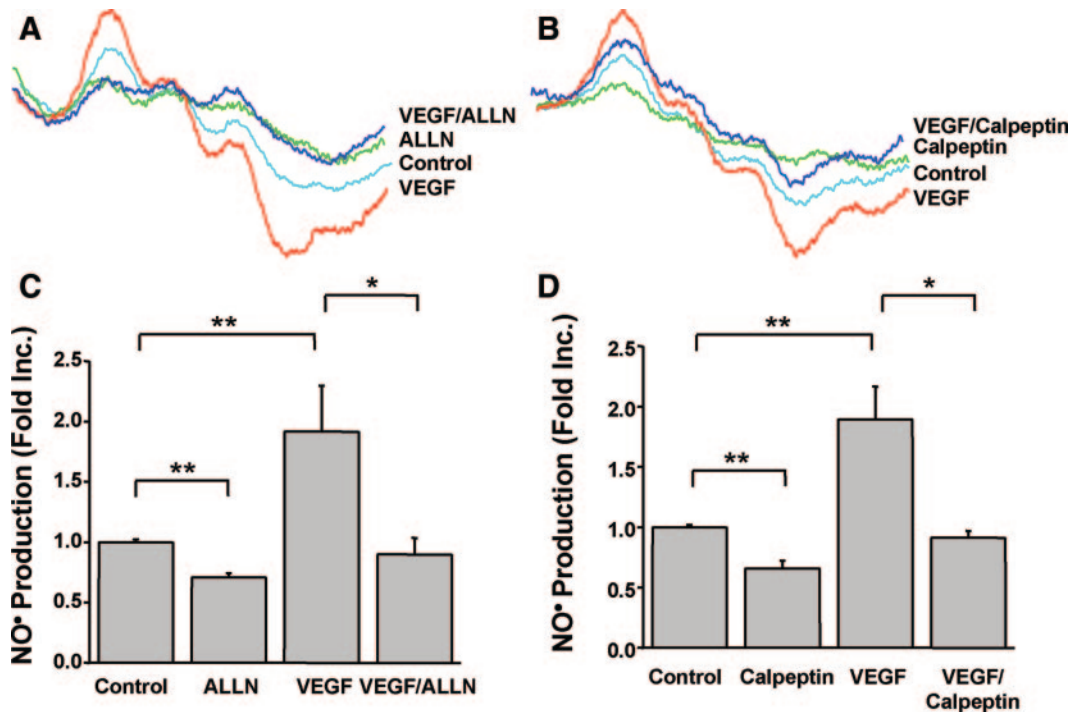 A
VEGF/ALLN
ALLN
Control
VEGF
B
VEGF/Calpeptin
Calpeptin
Control
VEGF
C
NO• Production (Fold Inc.)
2.5
2.0
1.5
1.0
0.5
0.0
**
**
*
Control ALLN VEGF VEGF/ALLN
D
NO• Production (Fold Inc.)
2.5
2.0
1.5
1.0
0.5
0.0
**
**
*
Control Calpeptin VEGF VEGF/
Calpeptin